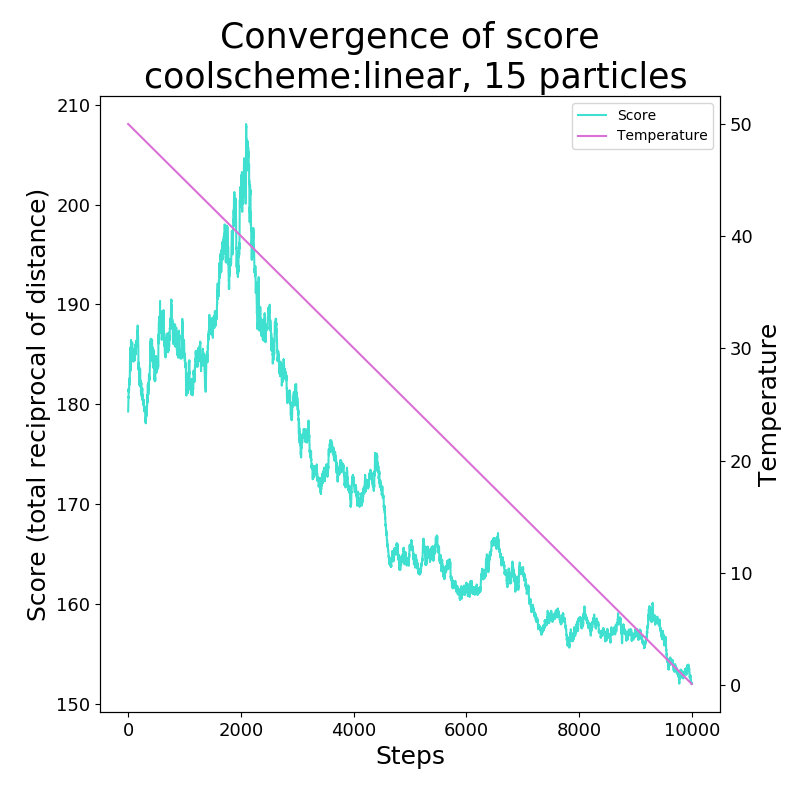 Convergence of score
coolscheme:linear, 15 particles
Score
Temperature
210
200
190
180
170
160
150
Score (total reciprocal of distance)
50
40
30
20
10
0
Temperature
0 2000 4000 6000 8000 10000
Steps